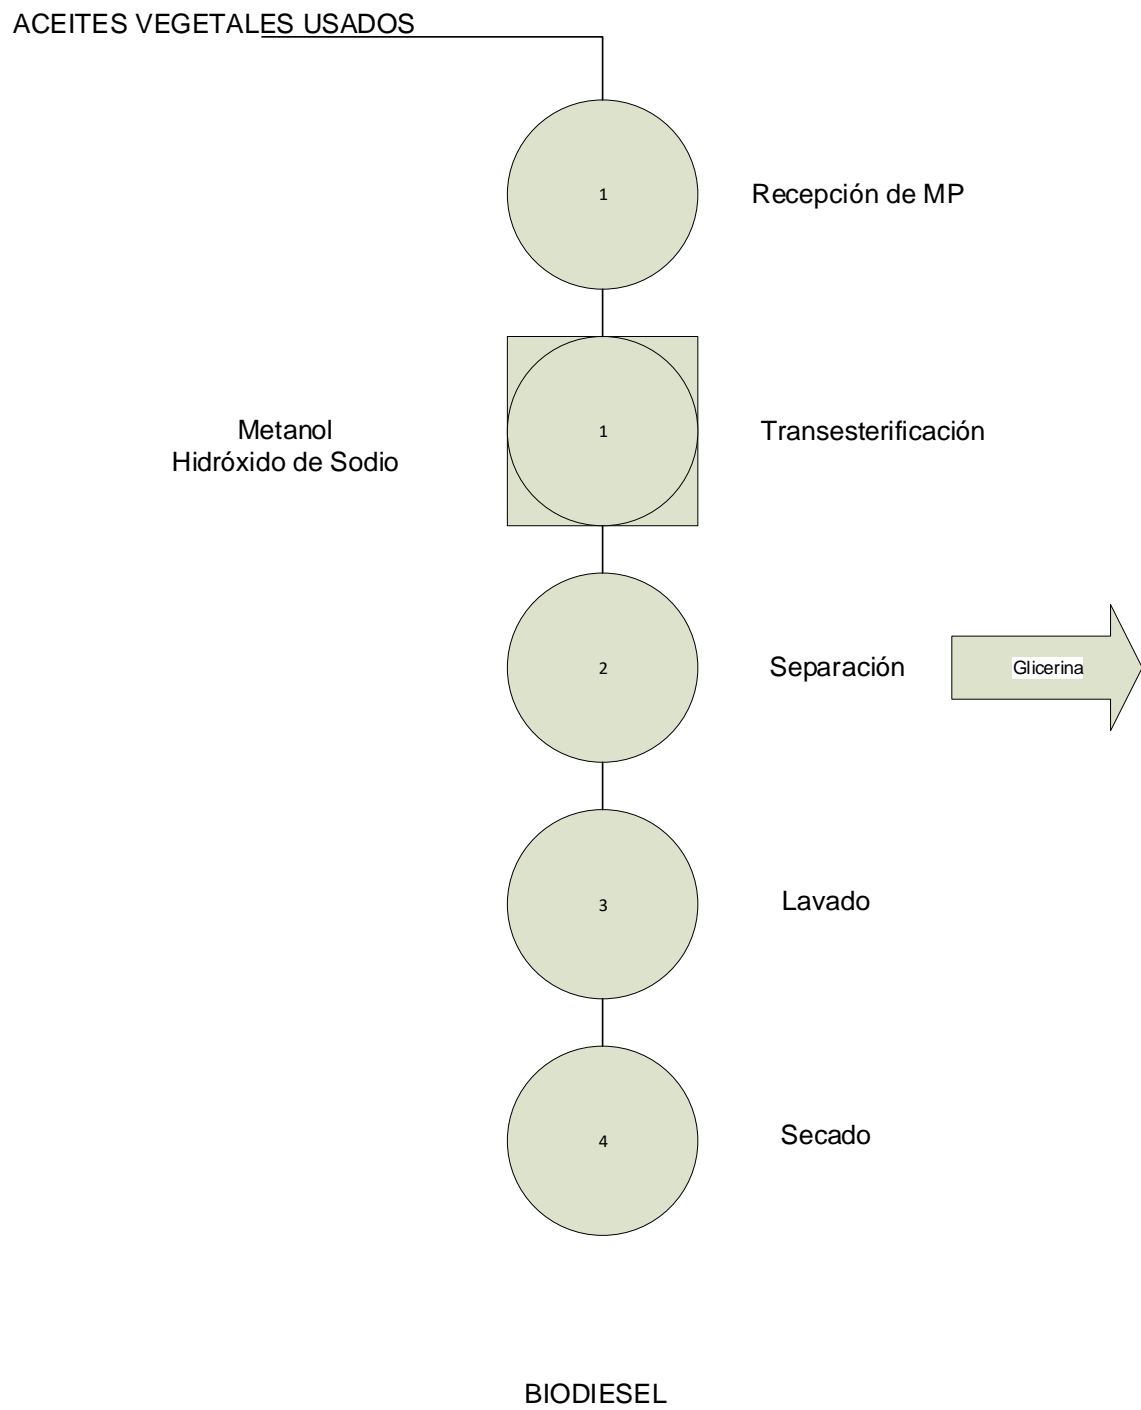 ACEITES VEGETALES USADOS
1
Recepción de MP
Metanol
Hidróxido de Sodio
1
Transesterificación
2
Separación
Glicerina
3
Lavado
4
Secado
BIODIESEL